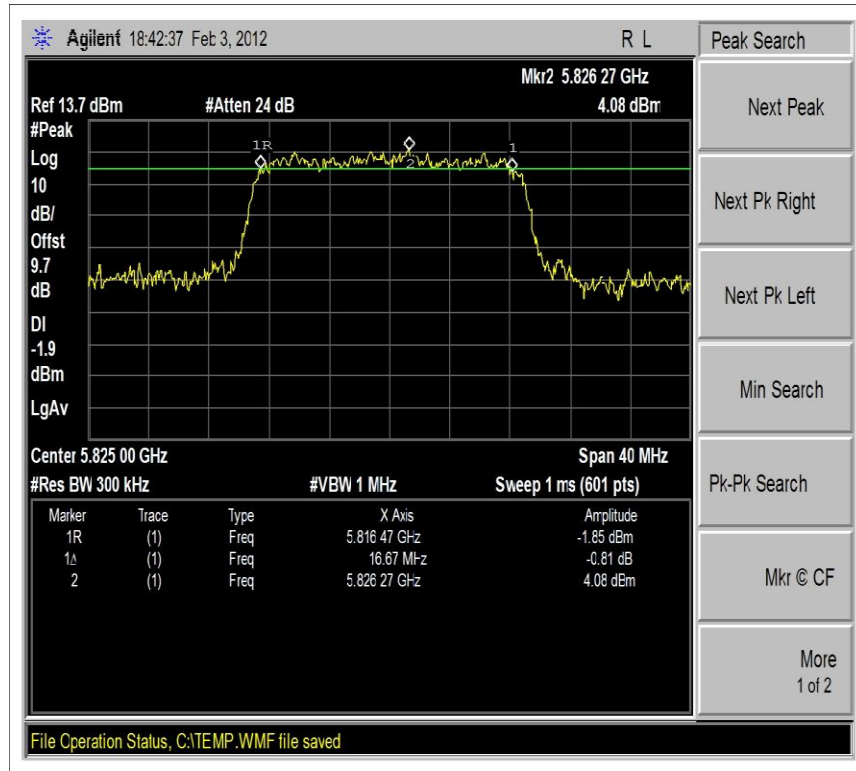 Agilent 18:42:37 Feb 3, 2012 R L
Peak Search
Mkr2 5.826 27 GHz
Ref 13.7 dBm #Atten 24 dB 4.08 dBm
Next Peak
#Peak
1R
1
Log
2
10
dB/
Next Pk Right
Offst
9.7
dB
Next Pk Left
DI
-1.9
dBm
Min Search
LgAv
Center 5.825 00 GHz Span 40 MHz
#Res BW 300 kHz #VBW 1 MHz Sweep 1 ms (601 pts)
Pk-Pk Search
Marker Trace Type X Axis Amplitude
1R (1) Freq 5.816 47 GHz -1.85 dBm
1Δ (1) Freq 16.67 MHz -0.81 dB
2 (1) Freq 5.826 27 GHz 4.08 dBm
Mkr © CF
More
1 of 2
File Operation Status, C:\TEMP.WMF file saved